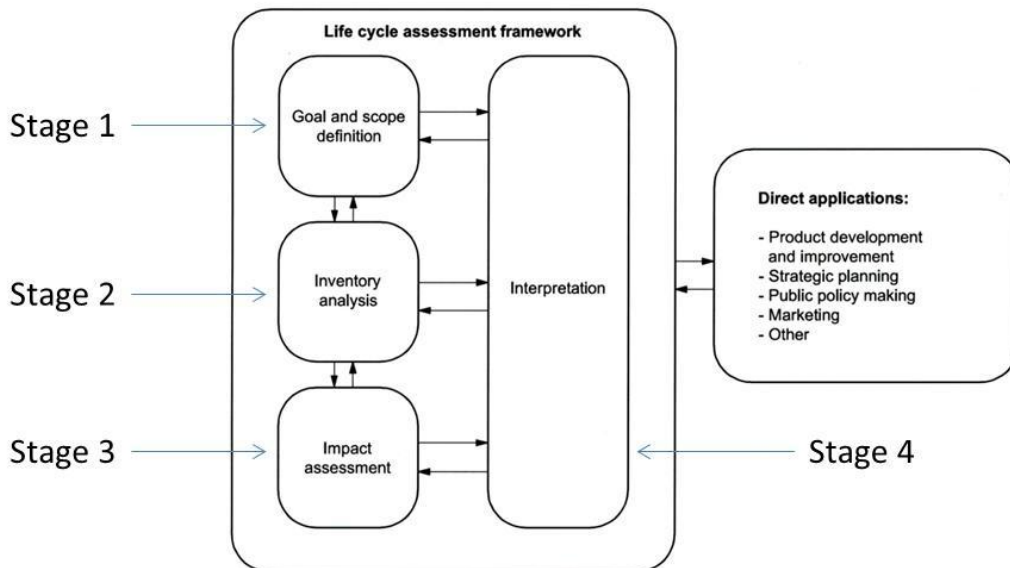 Life cycle assessment framework
Stage 1
Goal and scope
definition
Stage 2
Inventory
analysis
Interpretation
Stage 3
Impact
assessment
Stage 4
Direct applications:
- Product development
and improvement
- Strategic planning
- Public policy making
- Marketing
- Other